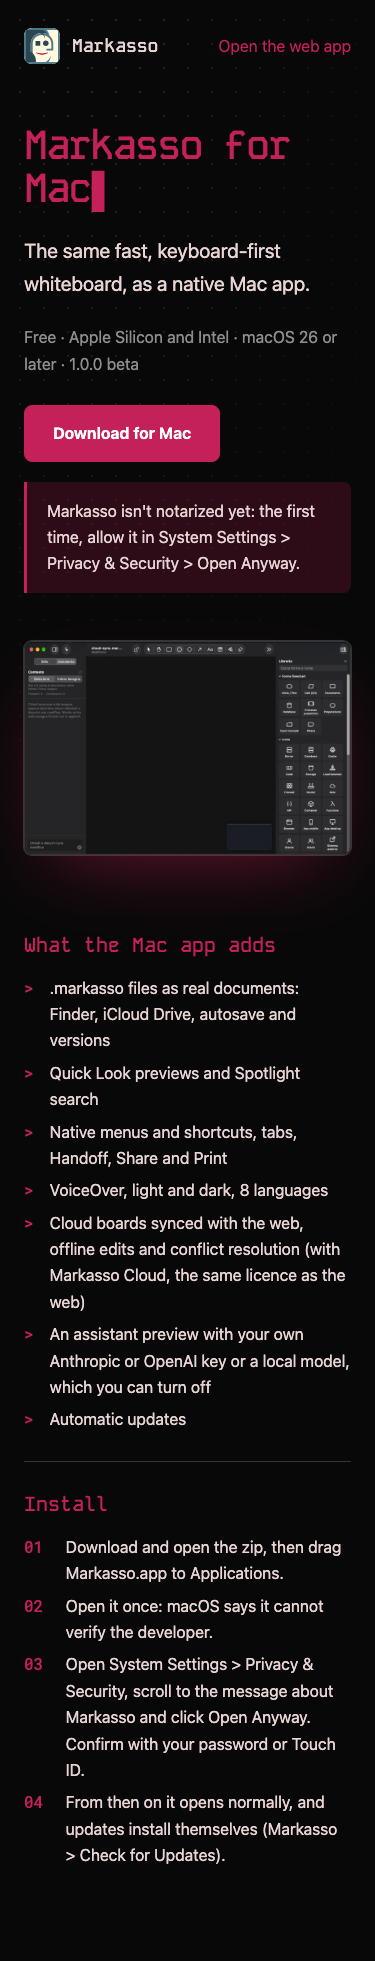 Markasso
Open the web app
Markasso for
Mac
The same fast, keyboard-first
whiteboard, as a native Mac app.
Free · Apple Silicon and Intel · macOS 26 or
later · 1.0.0 beta
Download for Mac
Markasso isn't notarized yet: the first
time, allow it in System Settings >
Privacy & Security > Open Anyway.
What the Mac app adds
> .markasso files as real documents:
Finder, iCloud Drive, autosave and
versions
> Quick Look previews and Spotlight
search
> Native menus and shortcuts, tabs,
Handoff, Share and Print
> VoiceOver, light and dark, 8 languages
> Cloud boards synced with the web,
offline edits and conflict resolution (with
Markasso Cloud, the same licence as the
web)
> An assistant preview with your own
Anthropic or OpenAI key or a local model,
which you can turn off
> Automatic updates
Install
01 Download and open the zip, then drag
Markasso.app to Applications.
02 Open it once: macOS says it cannot
verify the developer.
03 Open System Settings > Privacy &
Security, scroll to the message about
Markasso and click Open Anyway.
Confirm with your password or Touch
ID.
04 From then on it opens normally, and
updates install themselves (Markasso
> Check for Updates).